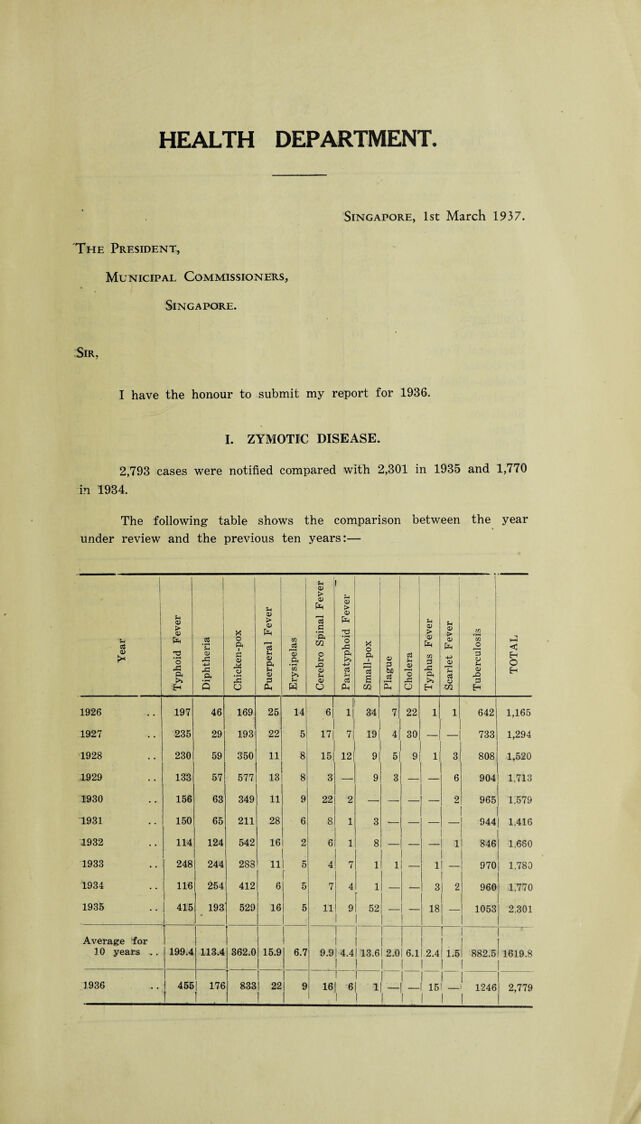 HEALTH DEPARTMENT.
SINGAPORE, 1st March 1937.
THE PRESIDENT,
MUNICIPAL COMMISSIONERS,
SINGAPORE.
SIR,
I have the honour to submit my report for 1936.
I. ZYMOTIC DISEASE.
2,793 cases were notified compared with 2,301 in 1935 and 1,770
in 1934.
The following table shows the comparison between the year
under review and the previous ten years:—
Year | Typhoid Fever | Diphtheria | Chicken-pox | Puerperal Fever | Erysipelas | Cerebro Spinal Fever | Paratyphoid Fever | Small-pox | Plague | Cholera | Typhus Fever | Scarlet Fever | Tuberculosis | TOTAL
1926 .. 197 46 169 25 14 6 1 34 7 22 1 1 642 1,165
1927 .. 235 29 193 22 5 17 7 19 4 30 — — 733 1,294
1928 .. 230 59 350 11 8 15 12 9 5 9 1 3 808 1,520
1929 .. 133 57 577 13 8 3 — 9 3 — — 6 904 1,713
1930 .. 156 63 349 11 9 22 2 — — — — 2 965 1,579
1931 .. 150 65 211 28 6 8 1 3 — — — — 944 1,416
1932 .. 114 124 542 16 2 6 1 8 — — — 1 846 1,660
1933 .. 248 244 288 11 5 4 7 1 1 — 1 — 970 1,780
1934 .. 116 254 412 6 5 7 4 1 — — 3 2 960 1,770
1935 .. 415 193 529 16 5 11 9 52 — — 18 — 1053 2,301
Average for
10 years .. 199.4 113.4 362.0 15.9 6.7 9.9 4.4 13.6 2.0 6.1 2.4 1.5 882.5 1619.8
1936 .. 455 176 833 22 9 16 6 1 — — 15 — 1246 2,779